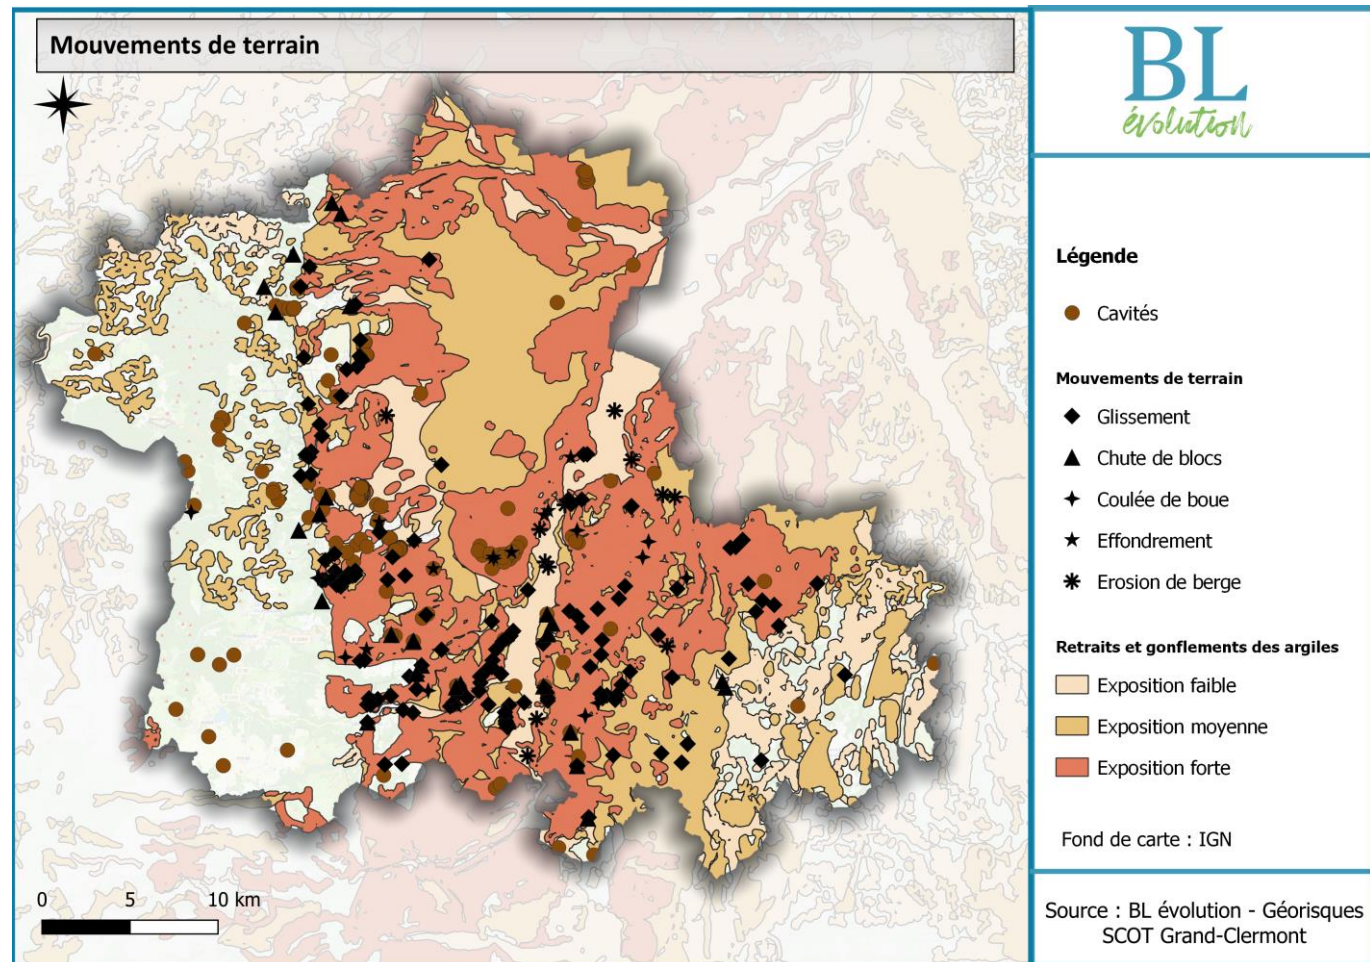 Mouvements de terrain
BL
évolution
Légende
Cavités
Mouvements de terrain
Glissement
Chute de blocs
Coulée de boue
Effondrement
Erosion de berge
Retraits et gonflements des argiles
Exposition faible
Exposition moyenne
Exposition forte
Fond de carte : IGN
0 5 10 km
Source : BL évolution - Géorisques
SCOT Grand-Clermont